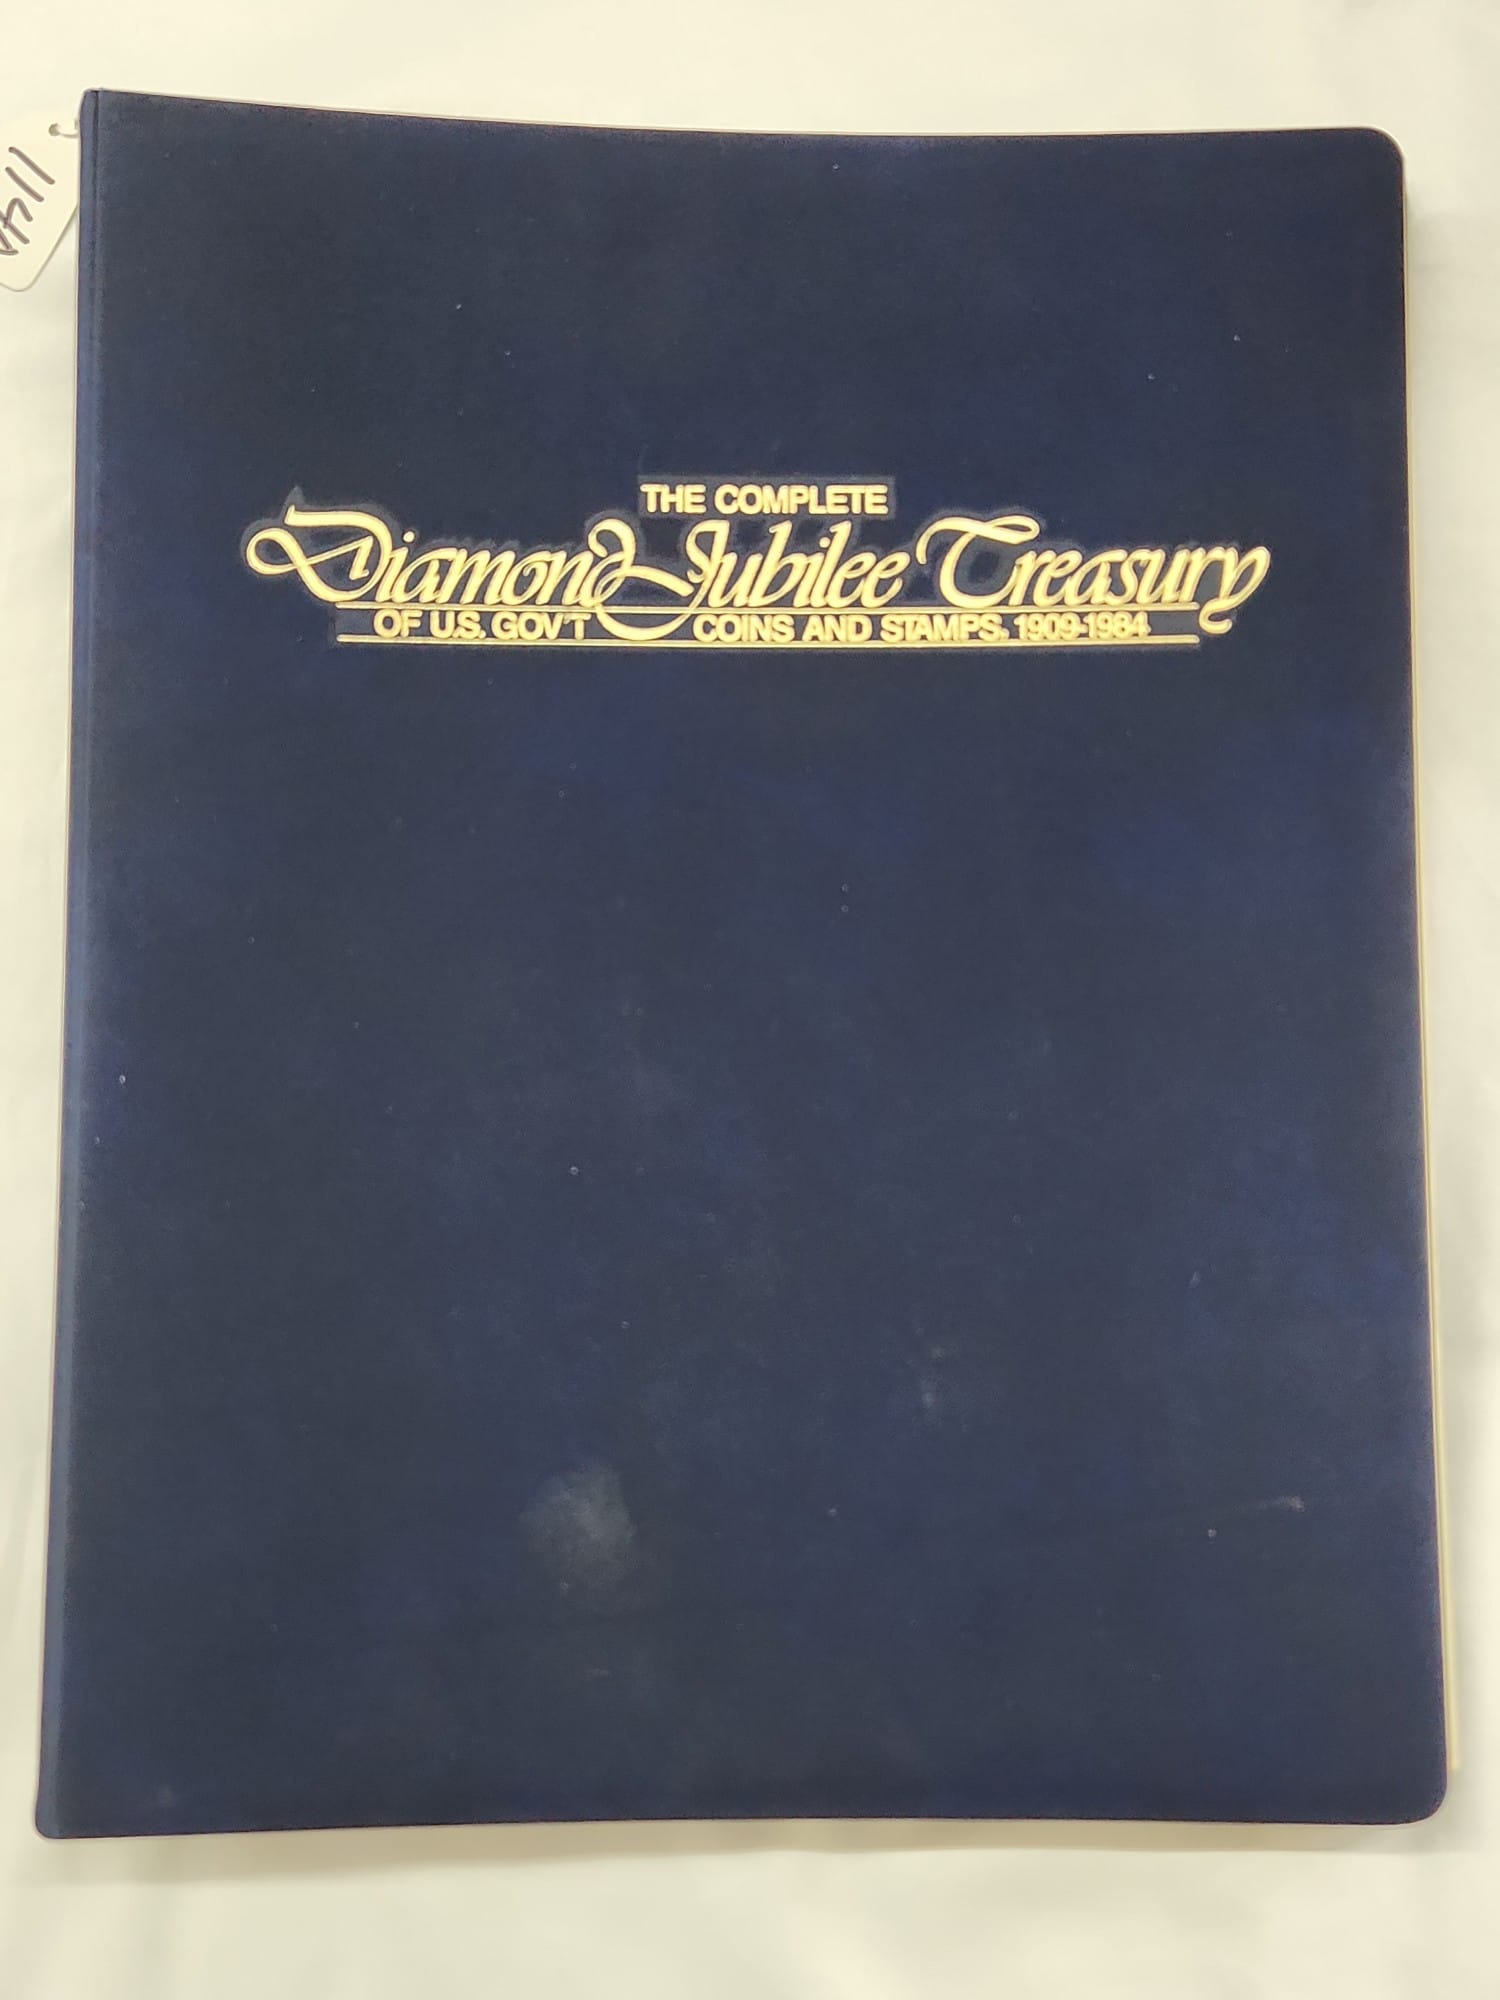 THE COMPLETE
Diamond Jubilee Treasury
OF U.S. GOV'T COINS AND STAMPS, 1909-1984